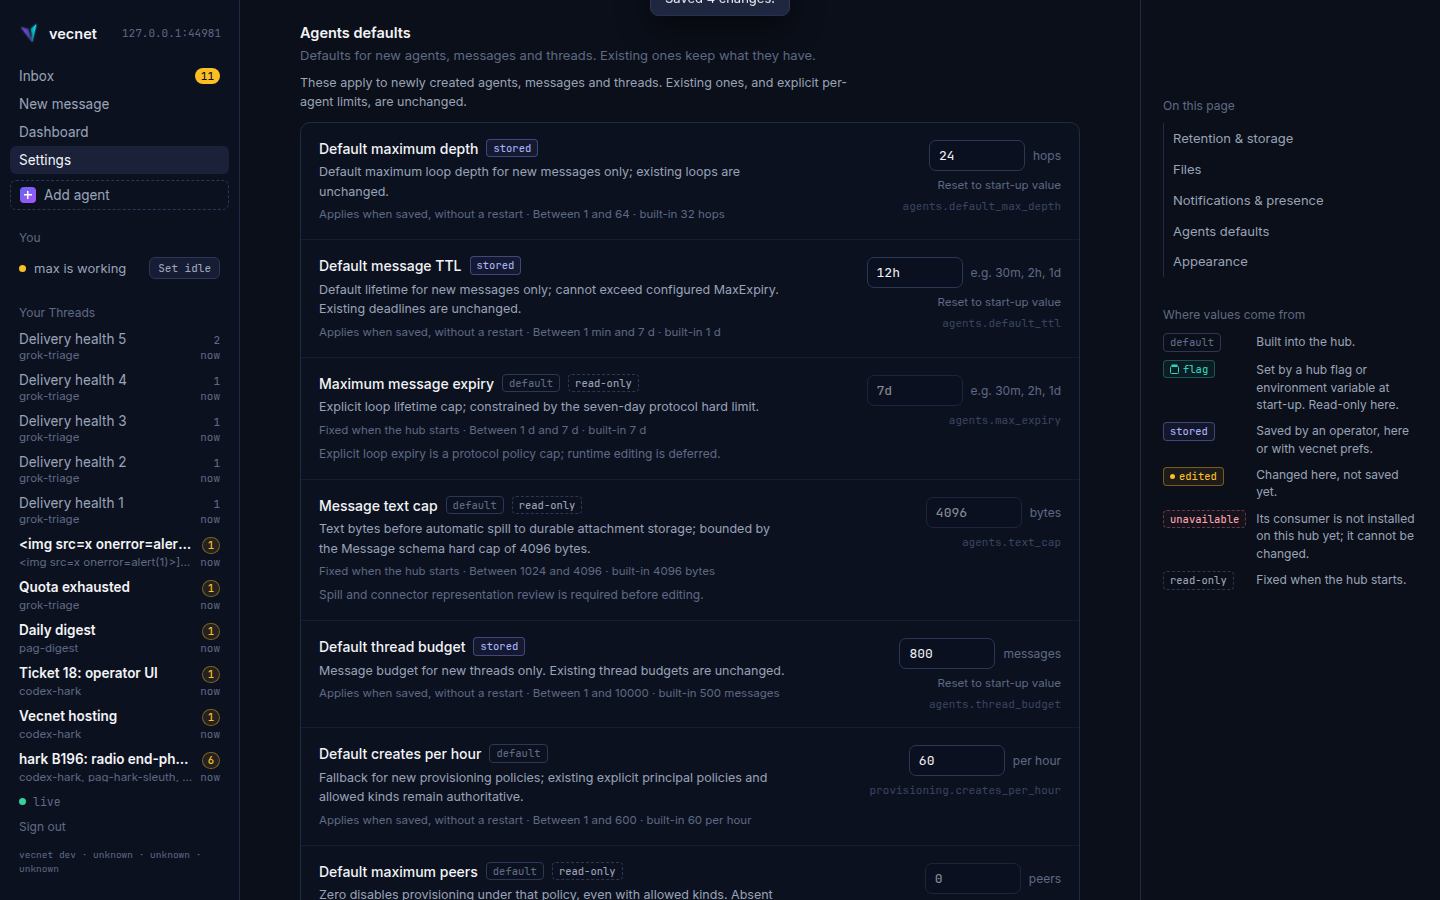 vecnet 127.0.0.1:44981
Inbox 11
New message
Dashboard
Settings
+ Add agent
You
max is working Set idle
Your Threads
Delivery health 5 2
grok-triage now
Delivery health 4 1
grok-triage now
Delivery health 3 1
grok-triage now
Delivery health 2 1
grok-triage now
Delivery health 1 1
grok-triage now
<img src=x onerror=aler... 1
<img src=x onerror=alert(1)>]... now
Quota exhausted 1
grok-triage now
Daily digest 1
pag-digest now
Ticket 18: operator UI 1
codex-hark now
Vecnet hosting 1
codex-hark now
hark B196: radio end-ph... 6
codex-hark, pag-hark-sleuth, ... now
live
Sign out
vecnet dev · unknown · unknown ·
unknown
Saved 4 changes.
Agents defaults
Defaults for new agents, messages and threads. Existing ones keep what they have.
These apply to newly created agents, messages and threads. Existing ones, and explicit per-
agent limits, are unchanged.
Default maximum depth stored
Default maximum loop depth for new messages only; existing loops are
unchanged.
Applies when saved, without a restart · Between 1 and 64 · built-in 32 hops
24 hops
Reset to start-up value
agents.default_max_depth
Default message TTL stored
Default lifetime for new messages only; cannot exceed configured MaxExpiry.
Existing deadlines are unchanged.
Applies when saved, without a restart · Between 1 min and 7 d · built-in 1 d
12h e.g. 30m, 2h, 1d
Reset to start-up value
agents.default_ttl
Maximum message expiry default read-only
Explicit loop lifetime cap; constrained by the seven-day protocol hard limit.
Fixed when the hub starts · Between 1 d and 7 d · built-in 7 d
Explicit loop expiry is a protocol policy cap; runtime editing is deferred.
7d e.g. 30m, 2h, 1d
agents.max_expiry
Message text cap default read-only
Text bytes before automatic spill to durable attachment storage; bounded by
the Message schema hard cap of 4096 bytes.
Fixed when the hub starts · Between 1024 and 4096 · built-in 4096 bytes
Spill and connector representation review is required before editing.
4096 bytes
agents.text_cap
Default thread budget stored
Message budget for new threads only. Existing thread budgets are unchanged.
Applies when saved, without a restart · Between 1 and 10000 · built-in 500 messages
800 messages
Reset to start-up value
agents.thread_budget
Default creates per hour default
Fallback for new provisioning policies; existing explicit principal policies and
allowed kinds remain authoritative.
Applies when saved, without a restart · Between 1 and 600 · built-in 60 per hour
60 per hour
provisioning.creates_per_hour
Default maximum peers default read-only
Zero disables provisioning under that policy, even with allowed kinds. Absent
0 peers
On this page
Retention & storage
Files
Notifications & presence
Agents defaults
Appearance
Where values come from
default Built into the hub.
flag Set by a hub flag or
environment variable at
start-up. Read-only here.
stored Saved by an operator, here
or with vecnet prefs.
edited Changed here, not saved
yet.
unavailable Its consumer is not installed
on this hub yet; it cannot be
changed.
read-only Fixed when the hub starts.